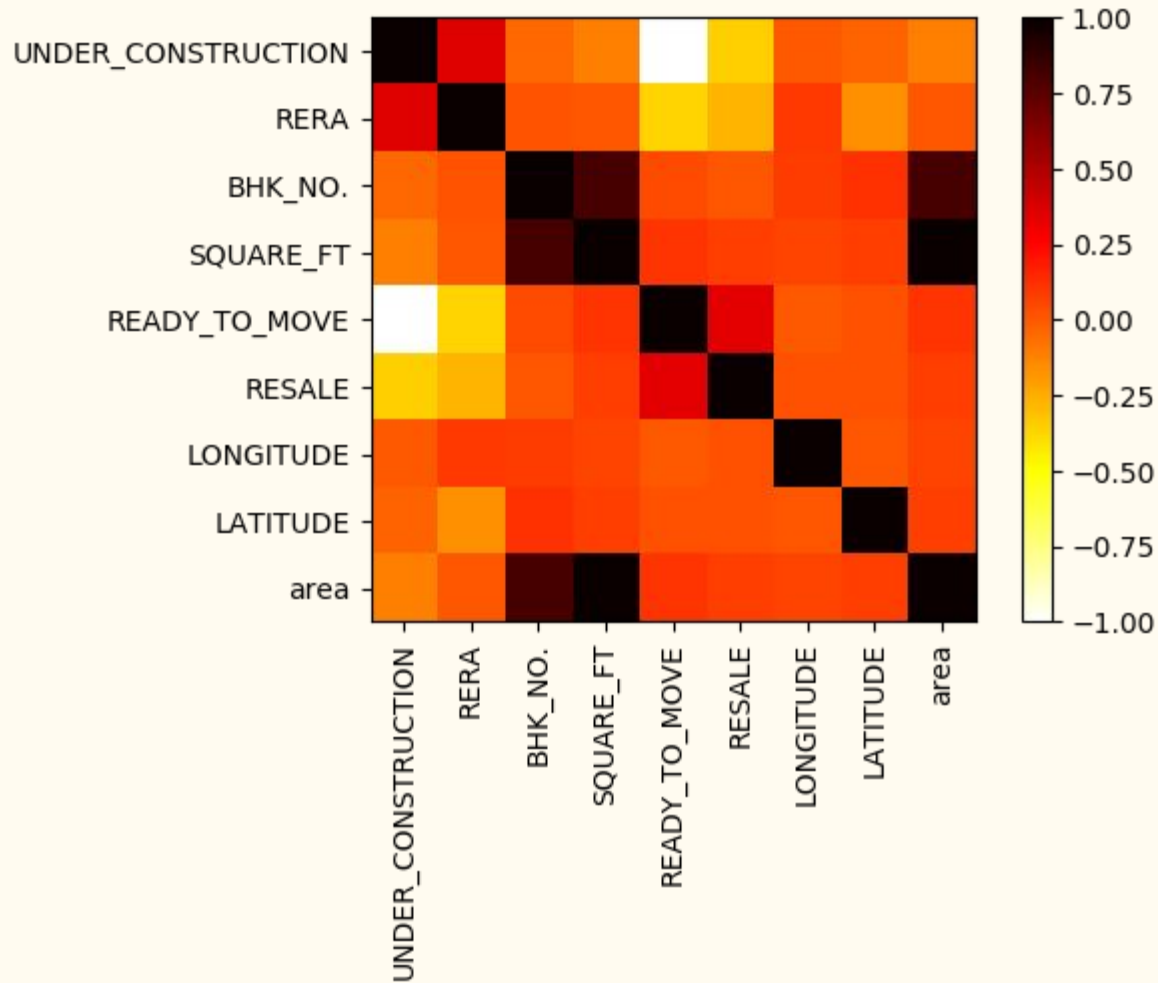 UNDER_CONSTRUCTION
RERA
BHK_NO.
SQUARE_FT
READY_TO_MOVE
RESALE
LONGITUDE
LATITUDE
area
UNDER_CONSTRUCTION
RERA
BHK_NO.
SQUARE_FT
READY_TO_MOVE
RESALE
LONGITUDE
LATITUDE
area
1.00
0.75
0.50
0.25
0.00
−0.25
−0.50
−0.75
−1.00